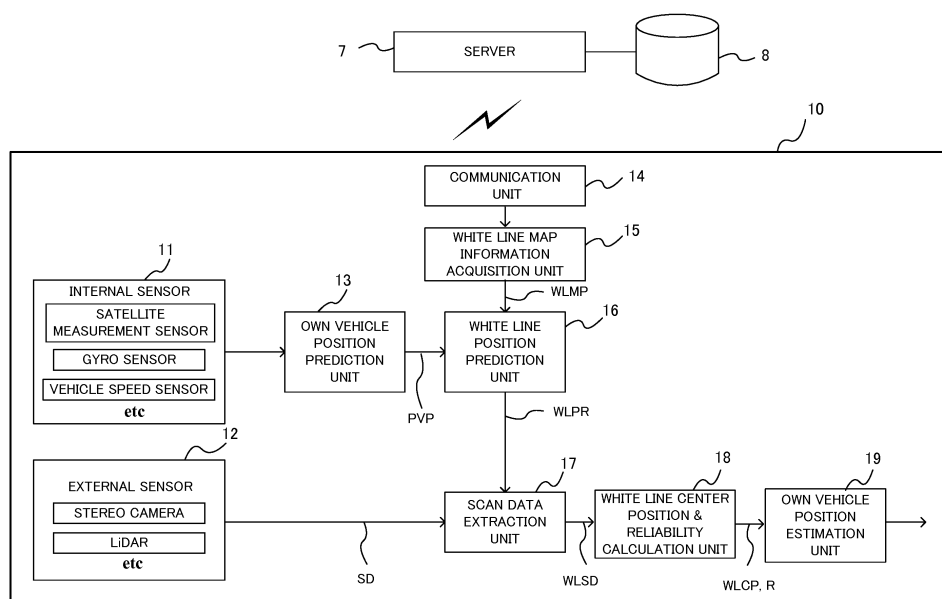 7
SERVER
8
10
COMMUNICATION
UNIT
14
WHITE LINE MAP
INFORMATION
ACQUISITION UNIT
15
WLMP
11
INTERNAL SENSOR
SATELLITE
MEASUREMENT SENSOR
GYRO SENSOR
VEHICLE SPEED SENSOR
etc
13
OWN VEHICLE
POSITION
PREDICTION
UNIT
PVP
16
WHITE LINE
POSITION
PREDICTION
UNIT
WLPR
12
EXTERNAL SENSOR
STEREO CAMERA
LiDAR
etc
SD
17
SCAN DATA
EXTRACTION
UNIT
WLSD
18
WHITE LINE CENTER
POSITION &
RELIABILITY
CALCULATION UNIT
WLCP, R
19
OWN VEHICLE
POSITION
ESTIMATION
UNIT